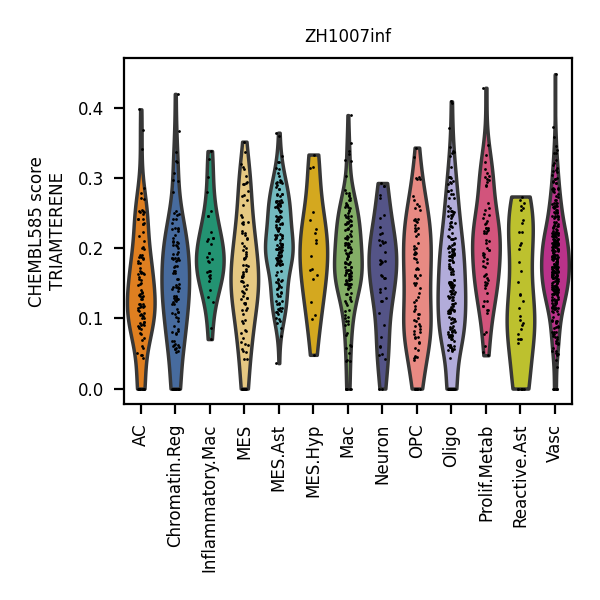 ZH1007inf
CHEMBL585 score
TRIAMTERENE
0.4
0.3
0.2
0.1
0.0
AC
Chromatin.Reg
Inflammatory.Mac
MES
MES.Ast
MES.Hyp
Mac
Neuron
OPC
Oligo
Prolif.Metab
Reactive.Ast
Vasc